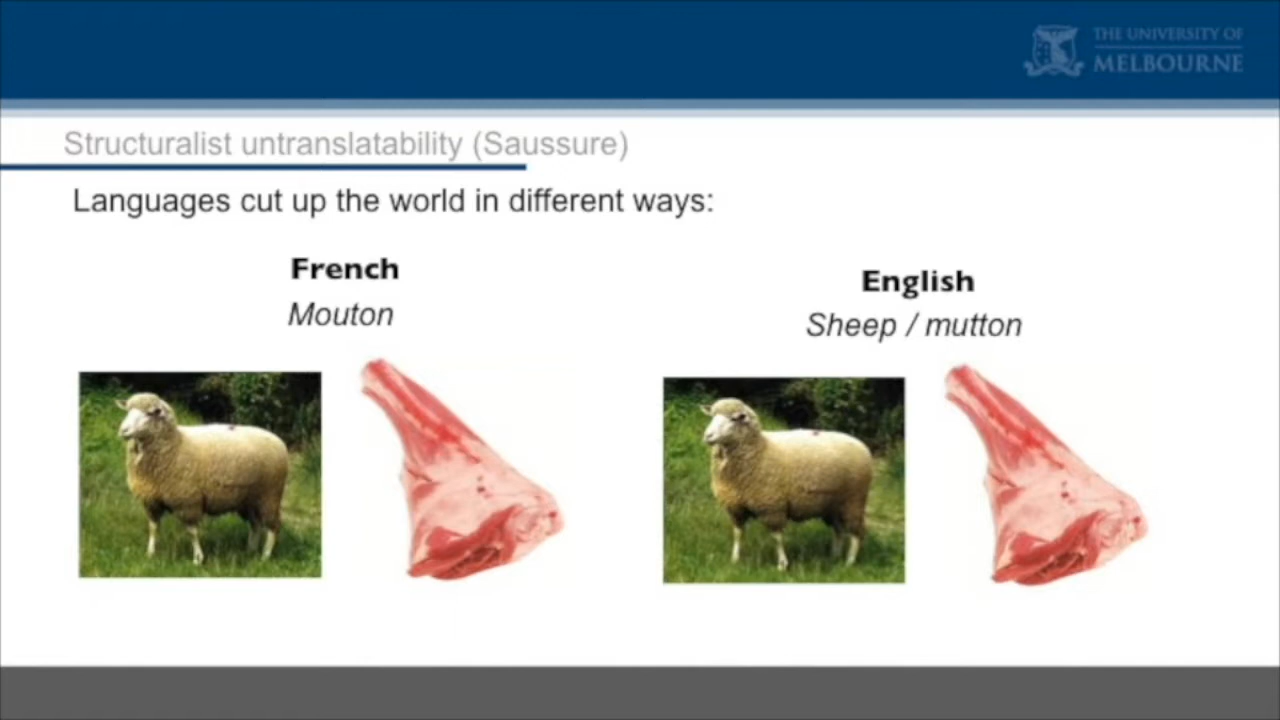 THE UNIVERSITY OF
MELBOURNE
Structuralist untranslatability (Saussure)
Languages cut up the world in different ways:
French
Mouton
English
Sheep / mutton